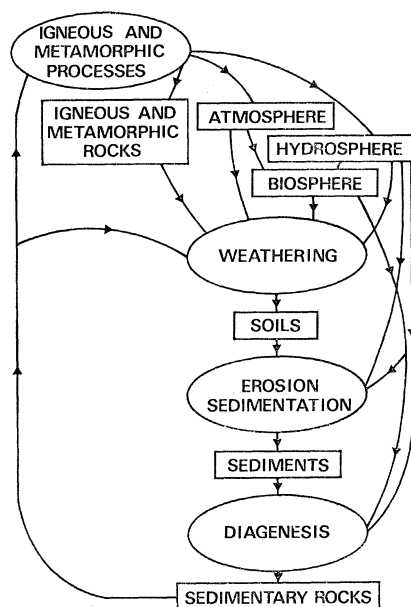 IGNEOUS AND
METAMORPHIC
PROCESSES
IGNEOUS AND
METAMORPHIC
ROCKS
ATMOSPHERE
HYDROSPHERE
BIOSPHERE
WEATHERING
SOILS
EROSION
SEDIMENTATION
SEDIMENTS
DIAGENESIS
SEDIMENTARY ROCKS